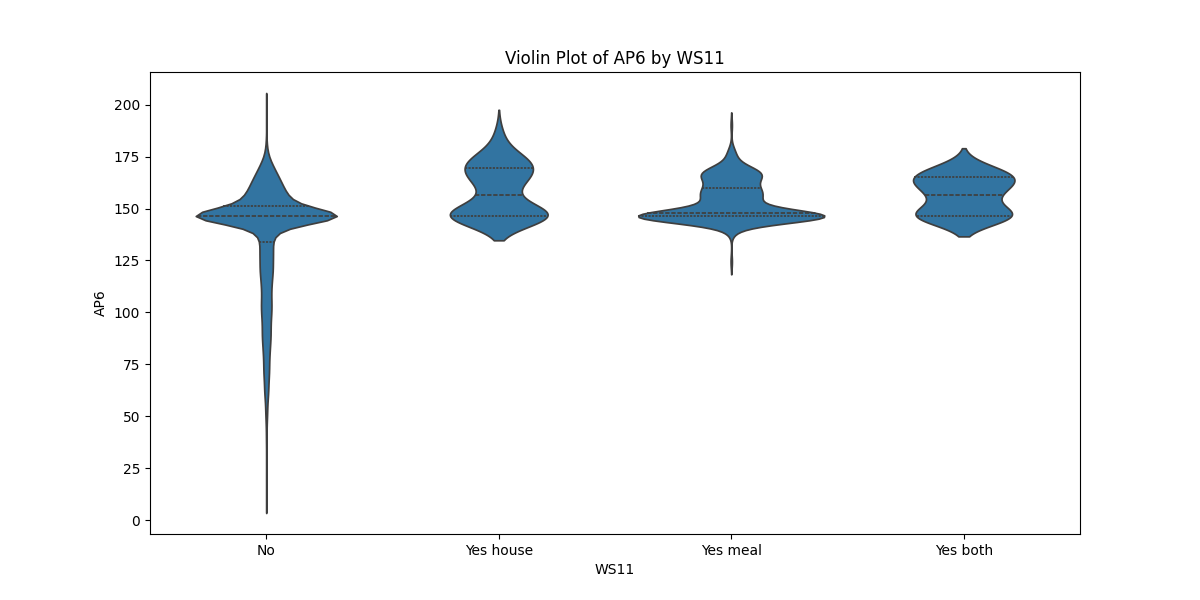 Violin Plot of AP6 by WS11
AP6
200
175
150
125
100
75
50
25
0
No
Yes house
Yes meal
Yes both
WS11